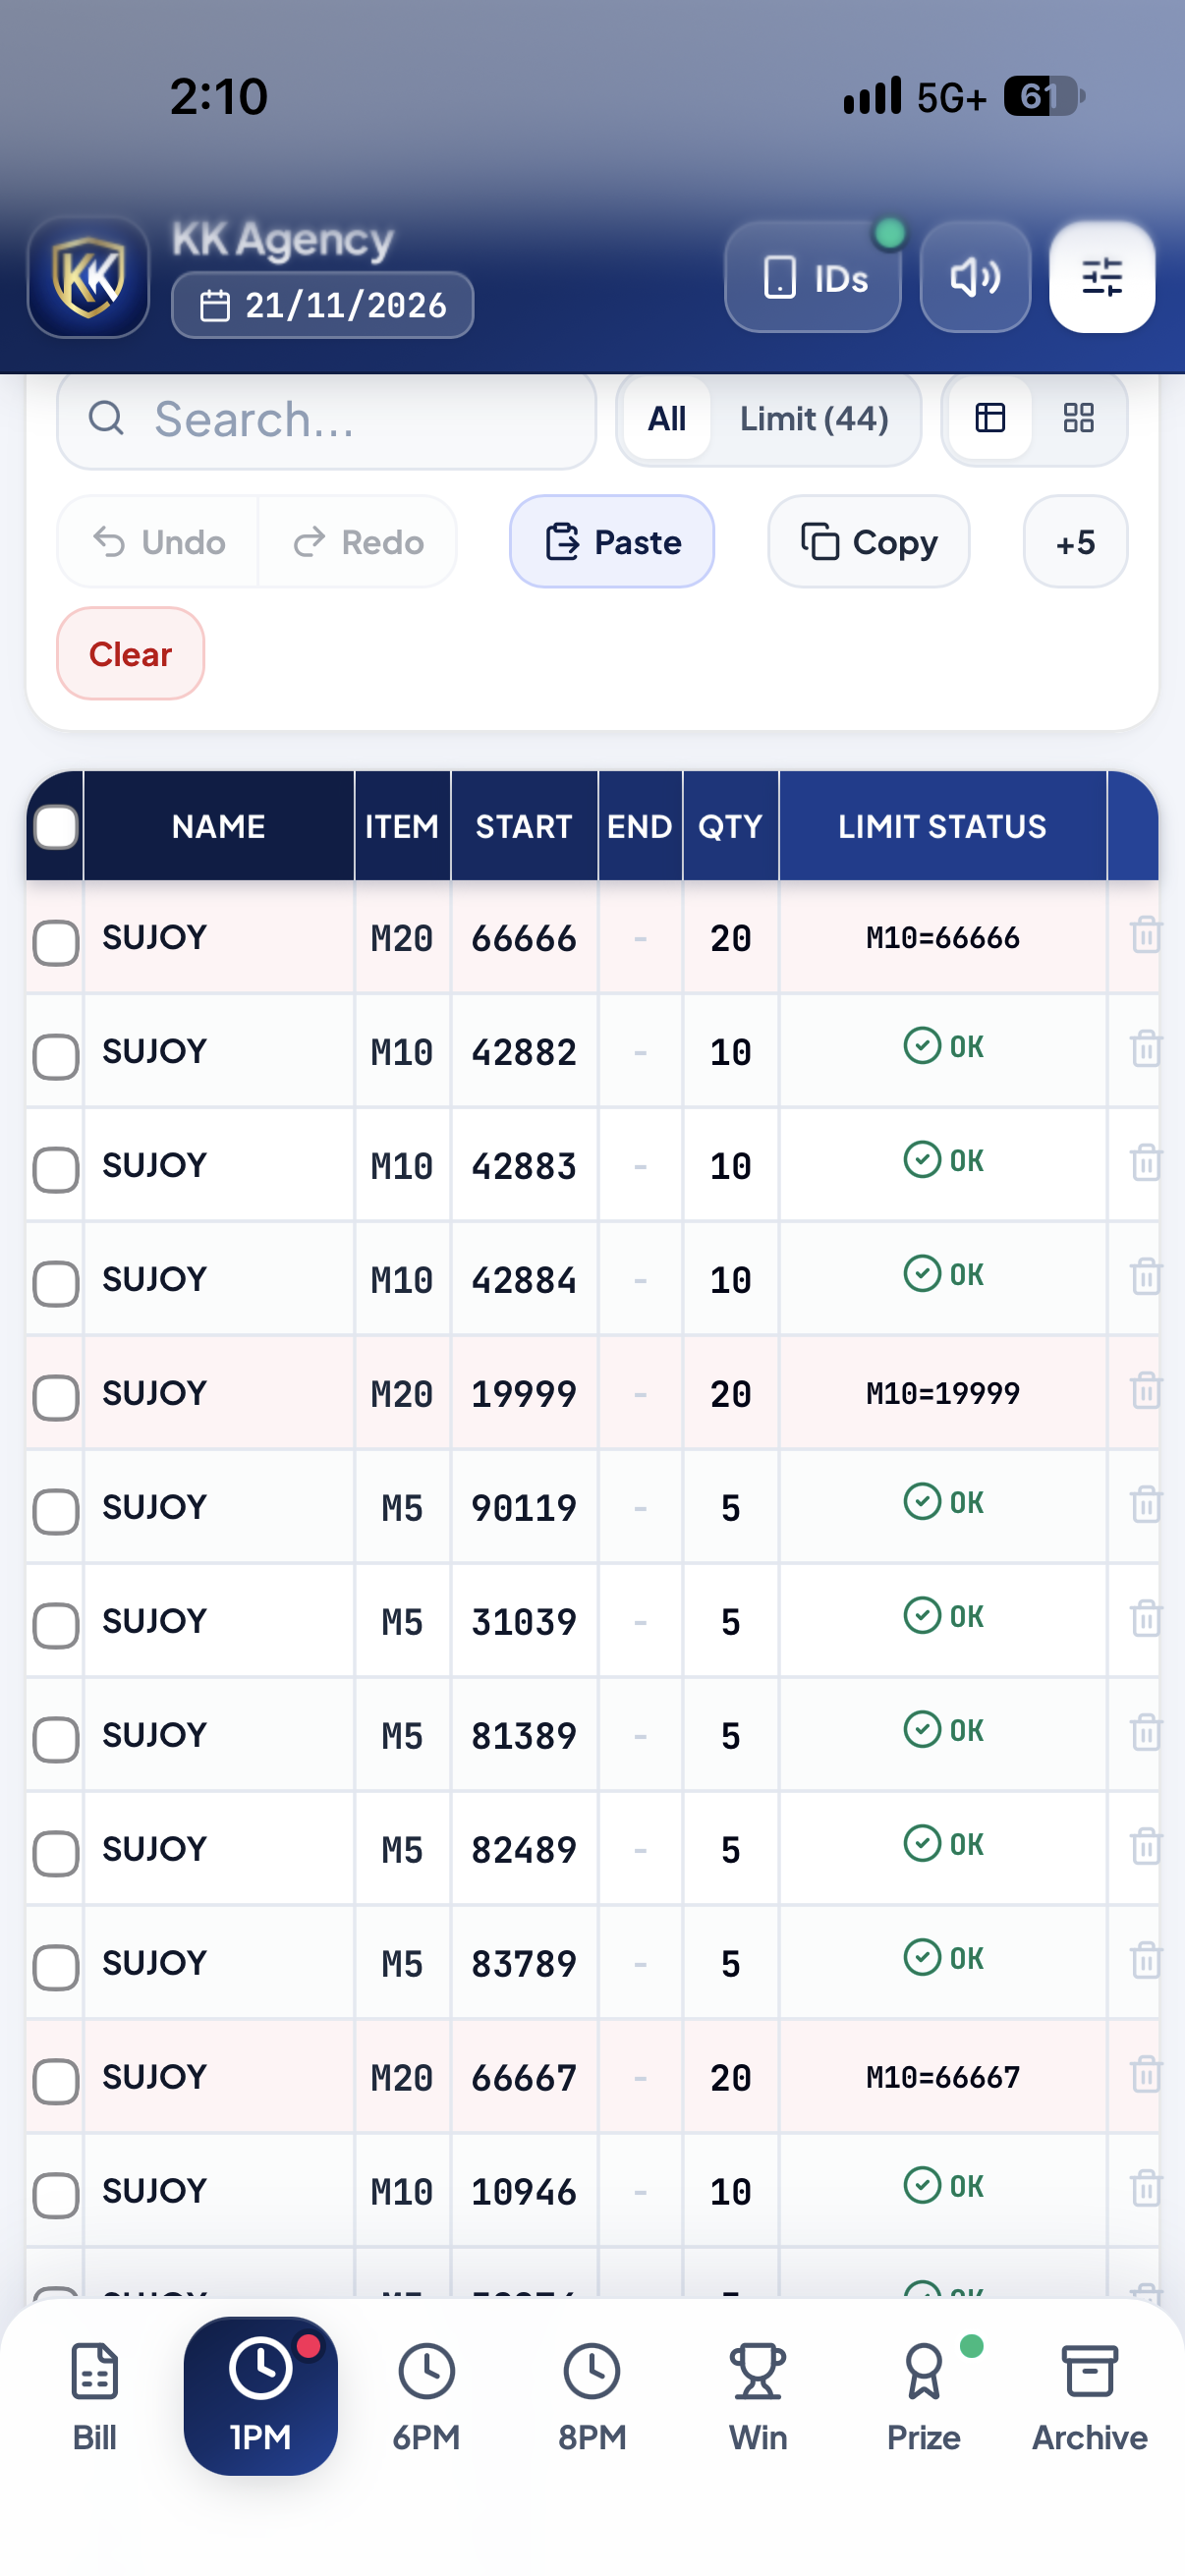 2:10 5G+ 61
KK KK Agency
21/11/2026 IDs
Search... All Limit (44)
Undo Redo Paste Copy +5
Clear
NAME ITEM START END QTY LIMIT STATUS
SUJOY M20 66666 - 20 M10=66666
SUJOY M10 42882 - 10 OK
SUJOY M10 42883 - 10 OK
SUJOY M10 42884 - 10 OK
SUJOY M20 19999 - 20 M10=19999
SUJOY M5 90119 - 5 OK
SUJOY M5 31039 - 5 OK
SUJOY M5 81389 - 5 OK
SUJOY M5 82489 - 5 OK
SUJOY M5 83789 - 5 OK
SUJOY M20 66667 - 20 M10=66667
SUJOY M10 10946 - 10 OK
Bill 1PM 6PM 8PM Win Prize Archive